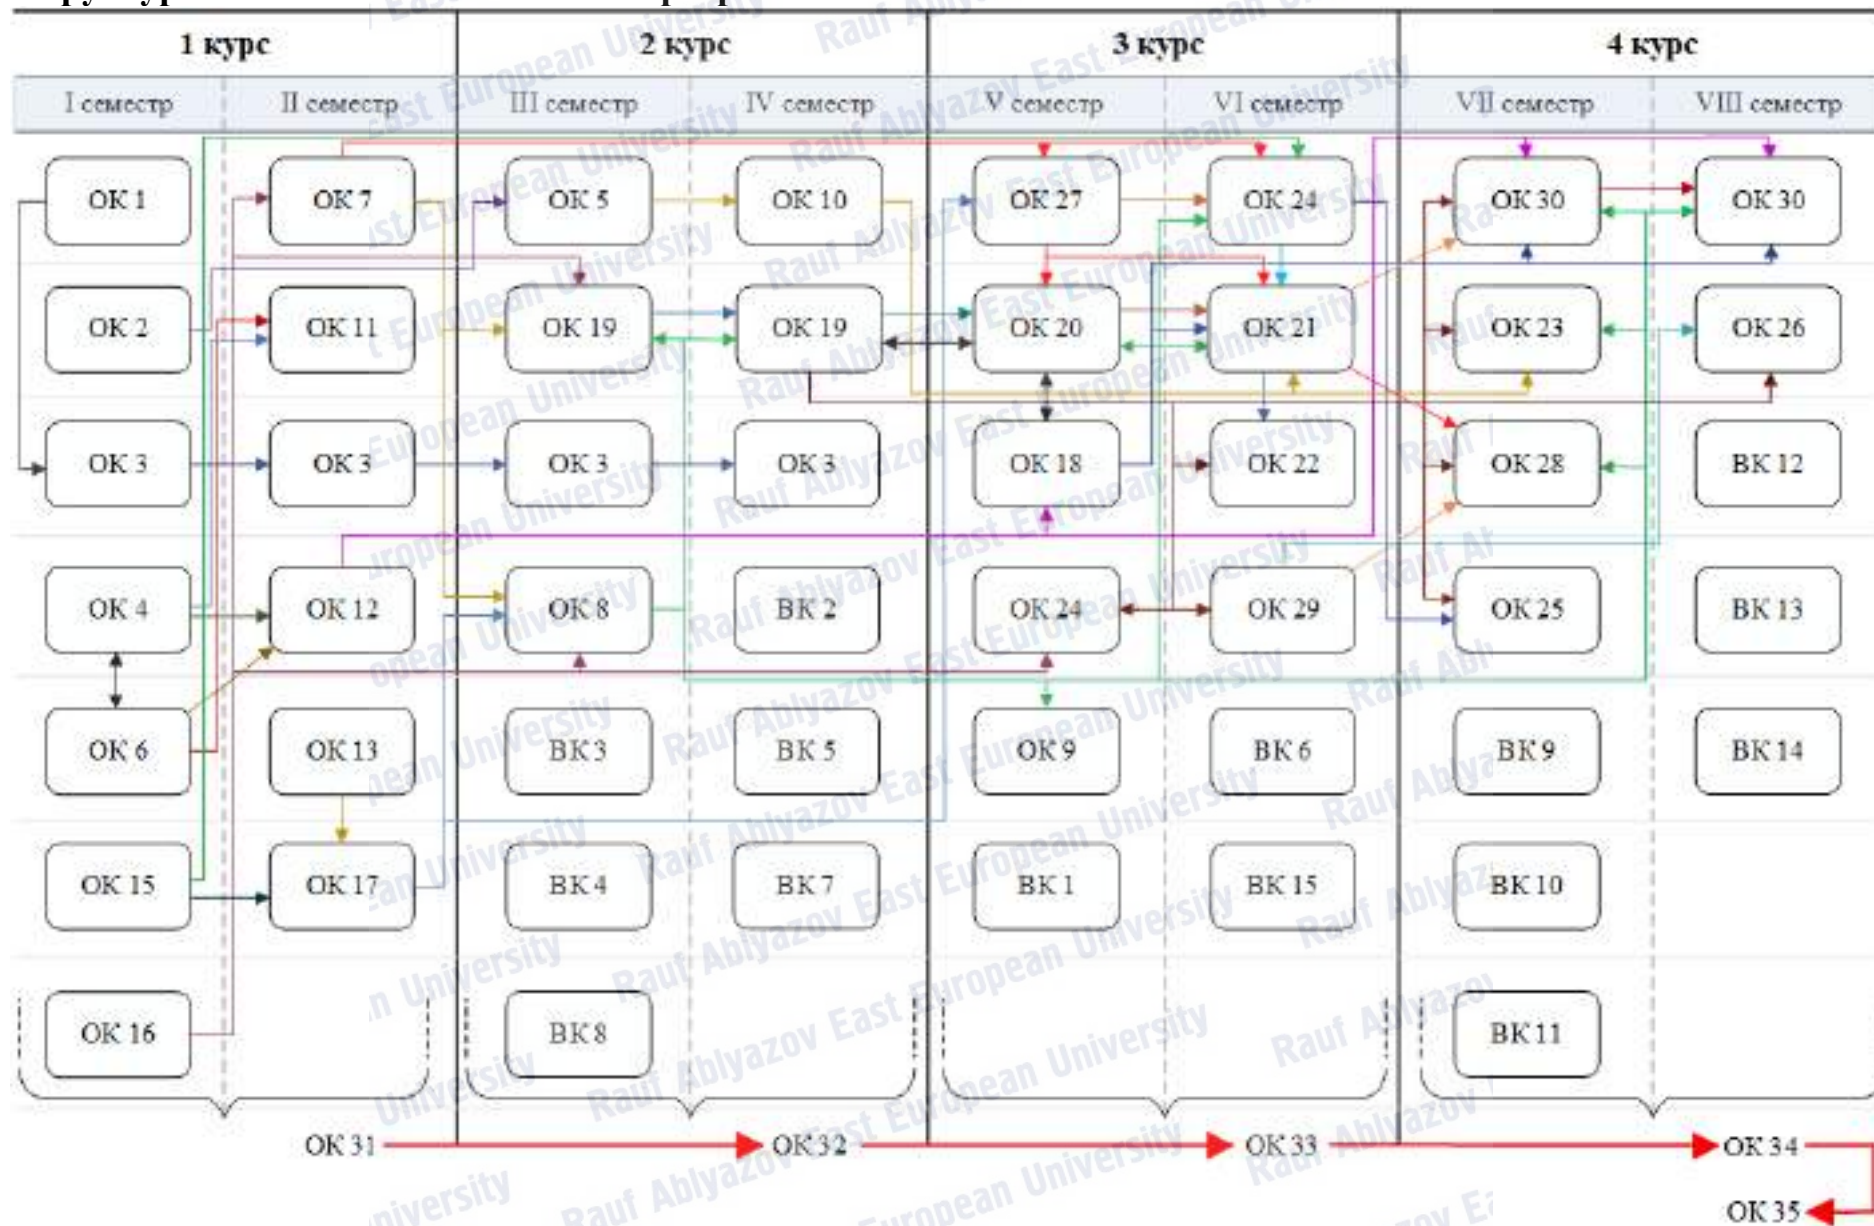 1 курс 2 курс 3 курс 4 курс
I семестр II семестр III семестр IV семестр V семестр VI семестр VII семестр VIII семестр
ОК 1 ОК 7 ОК 5 ОК 10 ОК 27 ОК 24 ОК 30 ОК 30
ОК 2 ОК 11 ОК 19 ОК 19 ОК 20 ОК 21 ОК 23 ОК 26
ОК 3 ОК 3 ОК 3 ОК 3 ОК 18 ОК 22 ОК 28 ВК 12
ОК 4 ОК 12 ОК 8 ВК 2 ОК 24 ОК 29 ОК 25 ВК 13
ОК 6 ОК 13 ВК 3 ВК 5 ОК 9 ВК 6 ВК 9 ВК 14
ОК 15 ОК 17 ВК 4 ВК 7 ВК 1 ВК 15 ВК 10
ОК 16 ВК 8 ВК 11
ОК 31 ОК 32 ОК 33 ОК 34
ОК 35
Rauf Ablyazov East European University